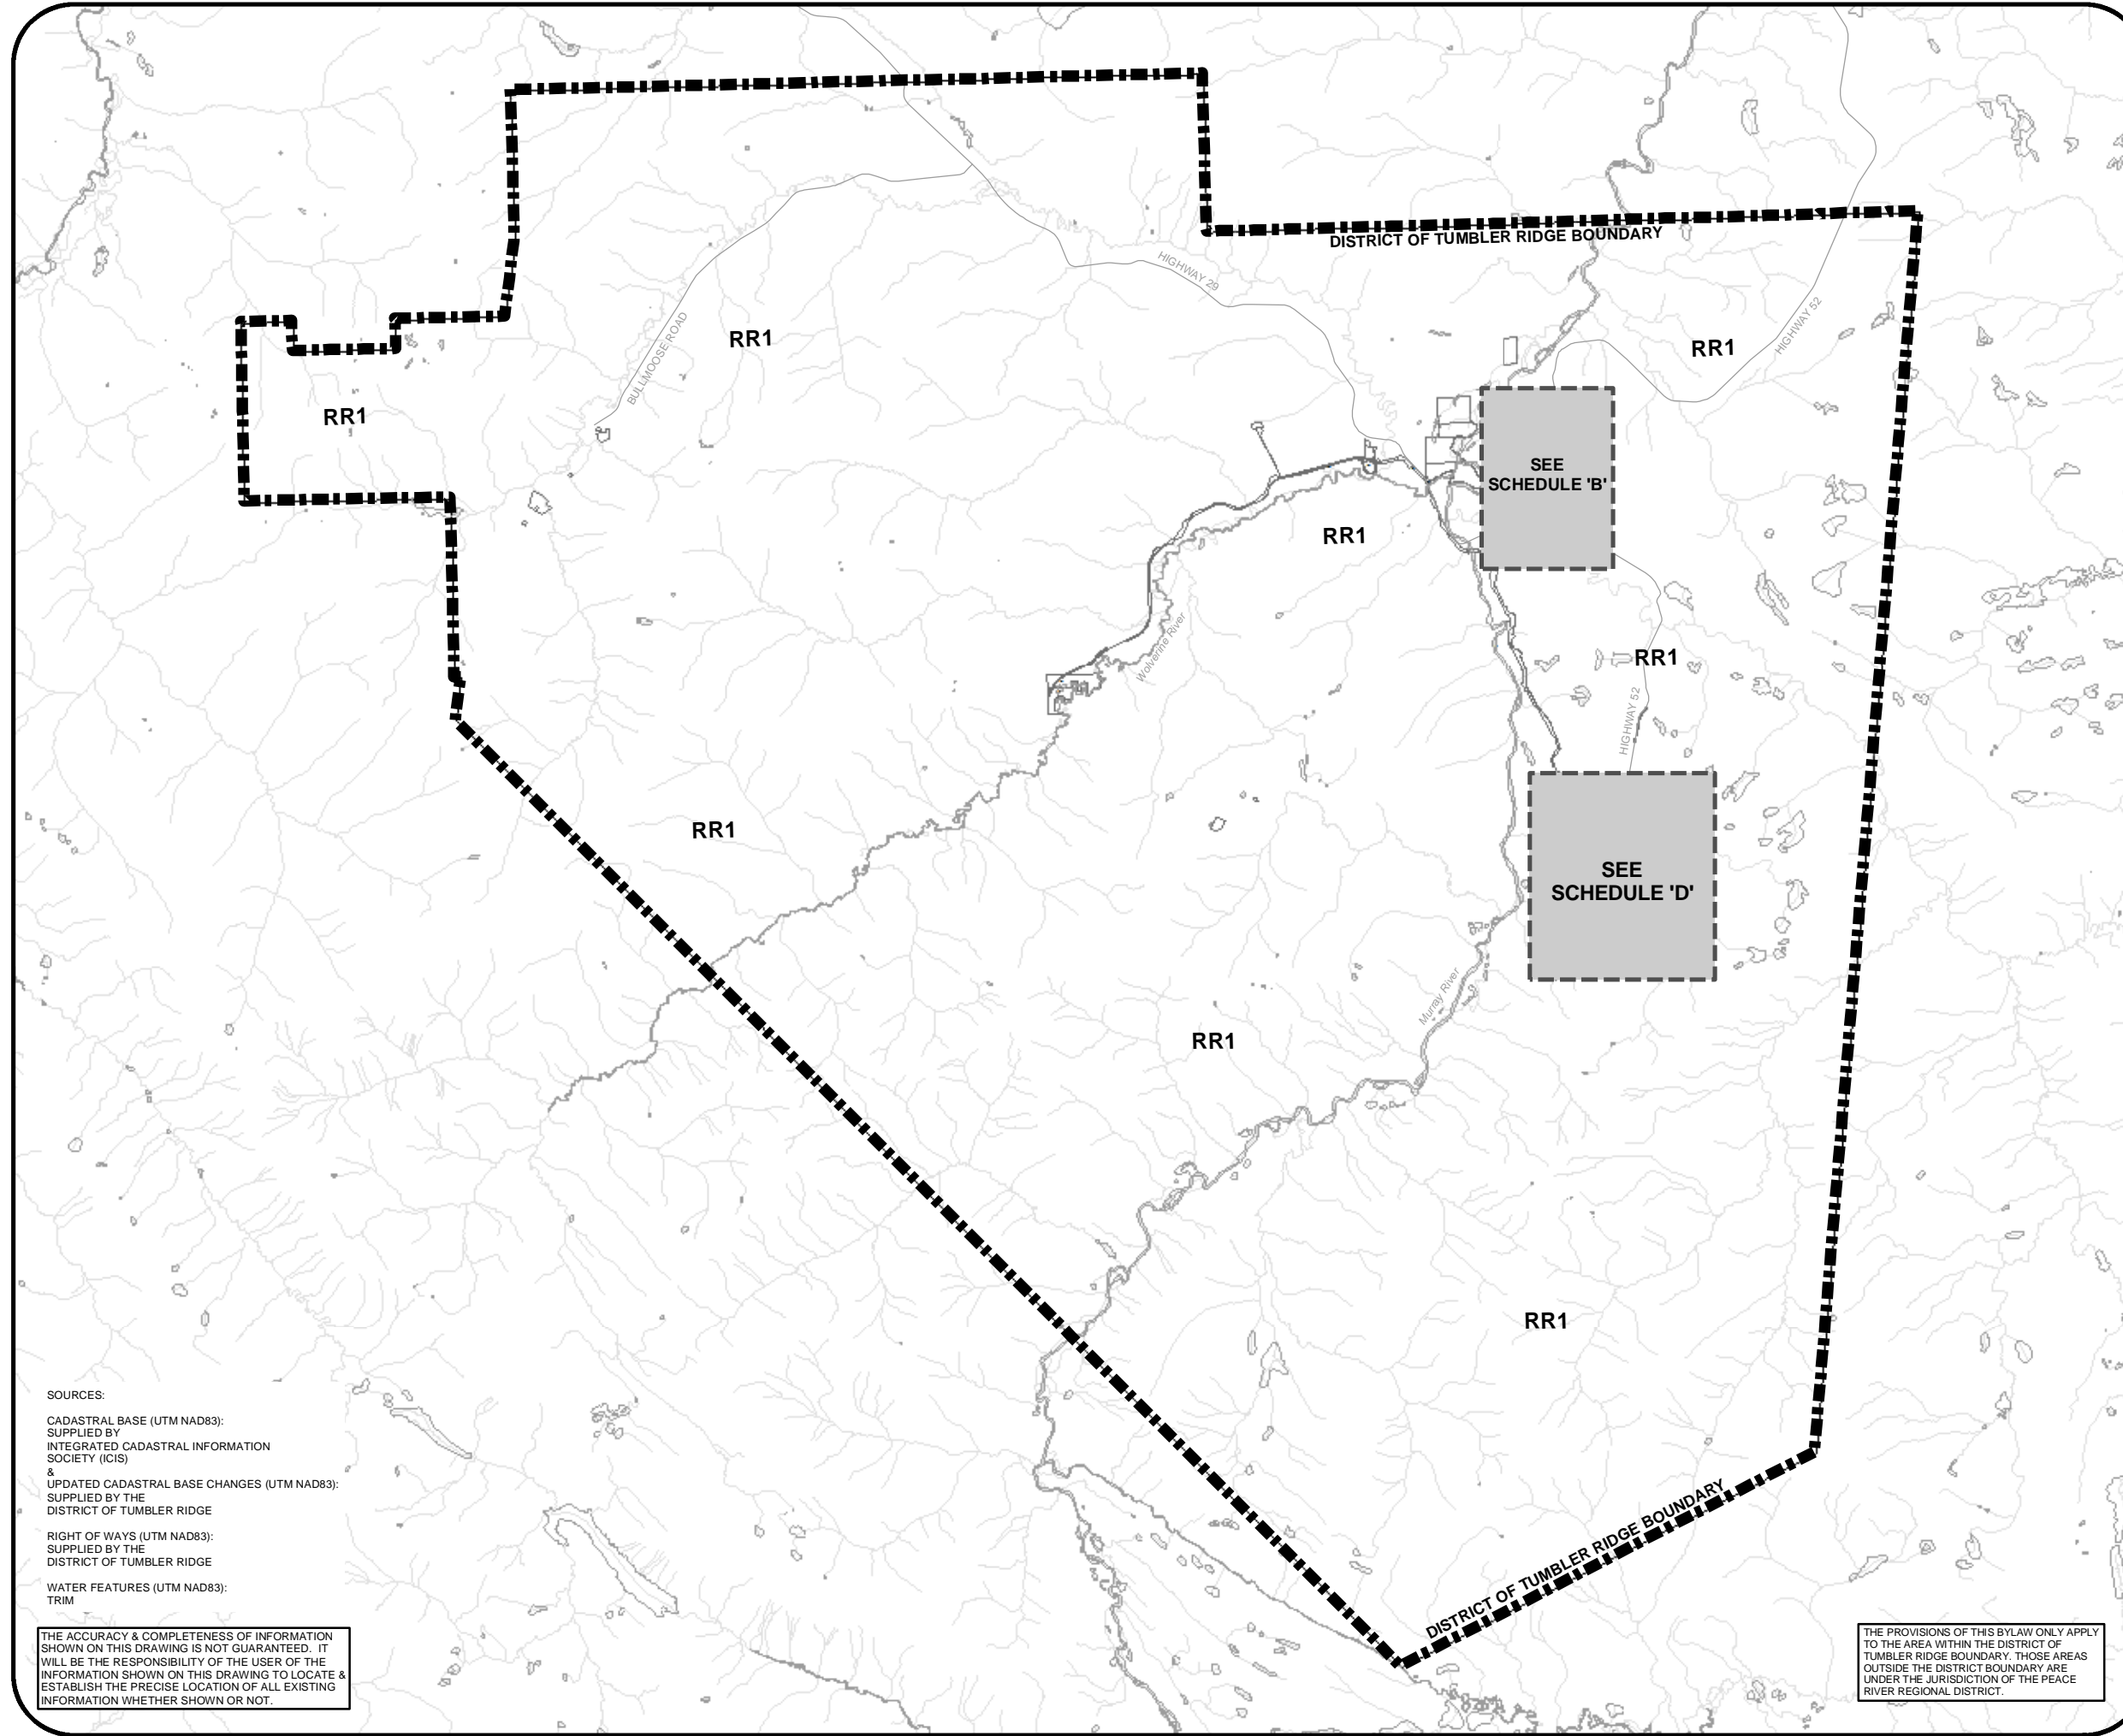 DISTRICT OF TUMBLER RIDGE BOUNDARY
HIGHWAY 29
HIGHWAY 52
BULLMOOSE ROAD
RR1
RR1
RR1
SEE
SCHEDULE 'B'
RR1
Wolverine River
RR1
HIGHWAY 52
RR1
SEE
SCHEDULE 'D'
Murray River
RR1
RR1
DISTRICT OF TUMBLER RIDGE BOUNDARY
SOURCES:
CADASTRAL BASE (UTM NAD83):
SUPPLIED BY
INTEGRATED CADASTRAL INFORMATION
SOCIETY (ICIS)
&
UPDATED CADASTRAL BASE CHANGES (UTM NAD83):
SUPPLIED BY THE
DISTRICT OF TUMBLER RIDGE
RIGHT OF WAYS (UTM NAD83):
SUPPLIED BY THE
DISTRICT OF TUMBLER RIDGE
WATER FEATURES (UTM NAD83):
TRIM
THE ACCURACY & COMPLETENESS OF INFORMATION
SHOWN ON THIS DRAWING IS NOT GUARANTEED. IT
WILL BE THE RESPONSIBILITY OF THE USER OF THE
INFORMATION SHOWN ON THIS DRAWING TO LOCATE &
ESTABLISH THE PRECISE LOCATION OF ALL EXISTING
INFORMATION WHETHER SHOWN OR NOT.
THE PROVISIONS OF THIS BYLAW ONLY APPLY
TO THE AREA WITHIN THE DISTRICT OF
TUMBLER RIDGE BOUNDARY. THOSE AREAS
OUTSIDE THE DISTRICT BOUNDARY ARE
UNDER THE JURISDICTION OF THE PEACE
RIVER REGIONAL DISTRICT.